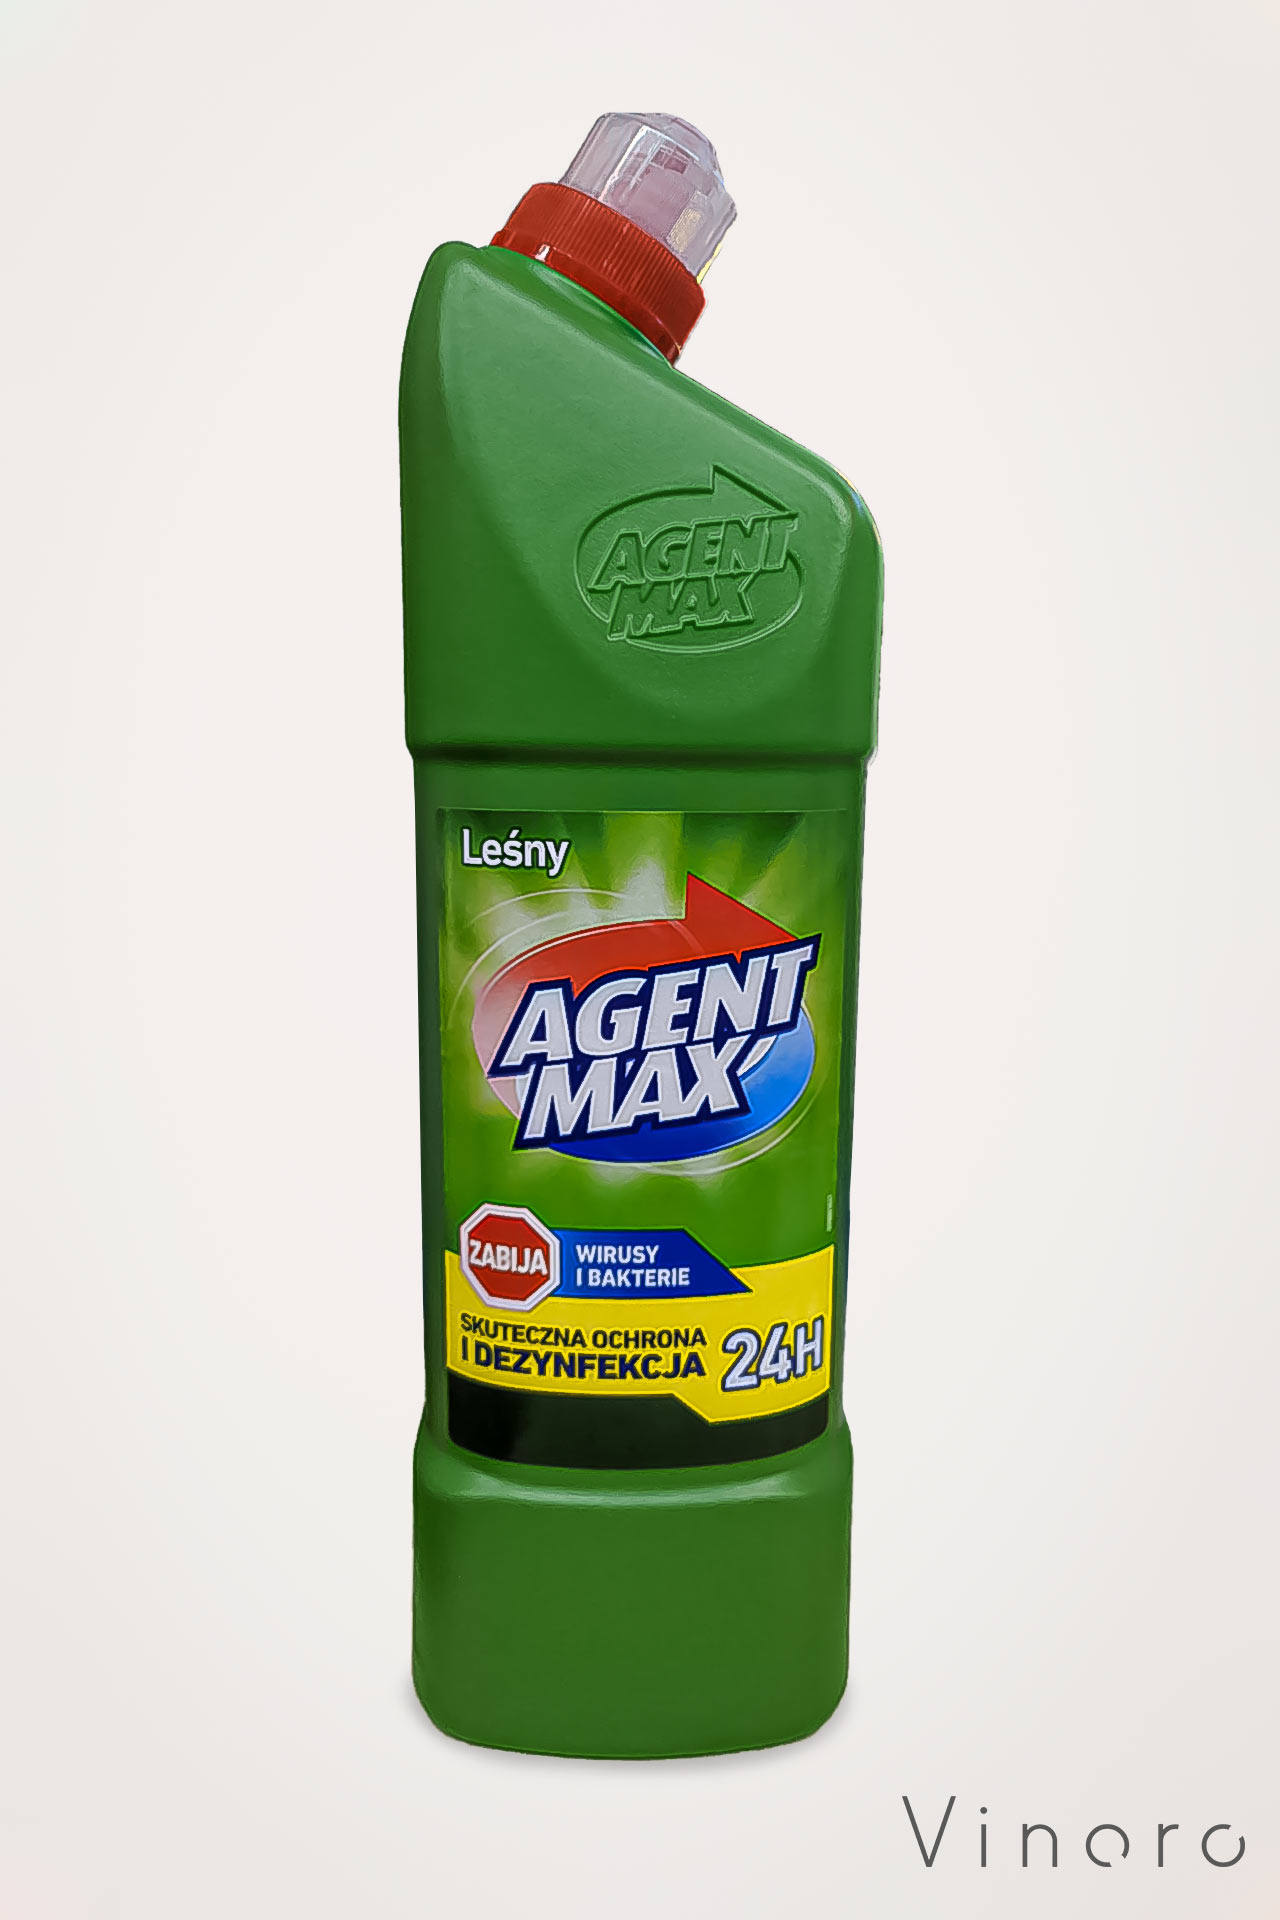 AGENT
MAX
Leśny
AGENT
MAX
ZABIJA
WIRUSY
I BAKTERIE
SKUTECZNA OCHRONA
I DEZYNFEKCJA
24H
Vinoro